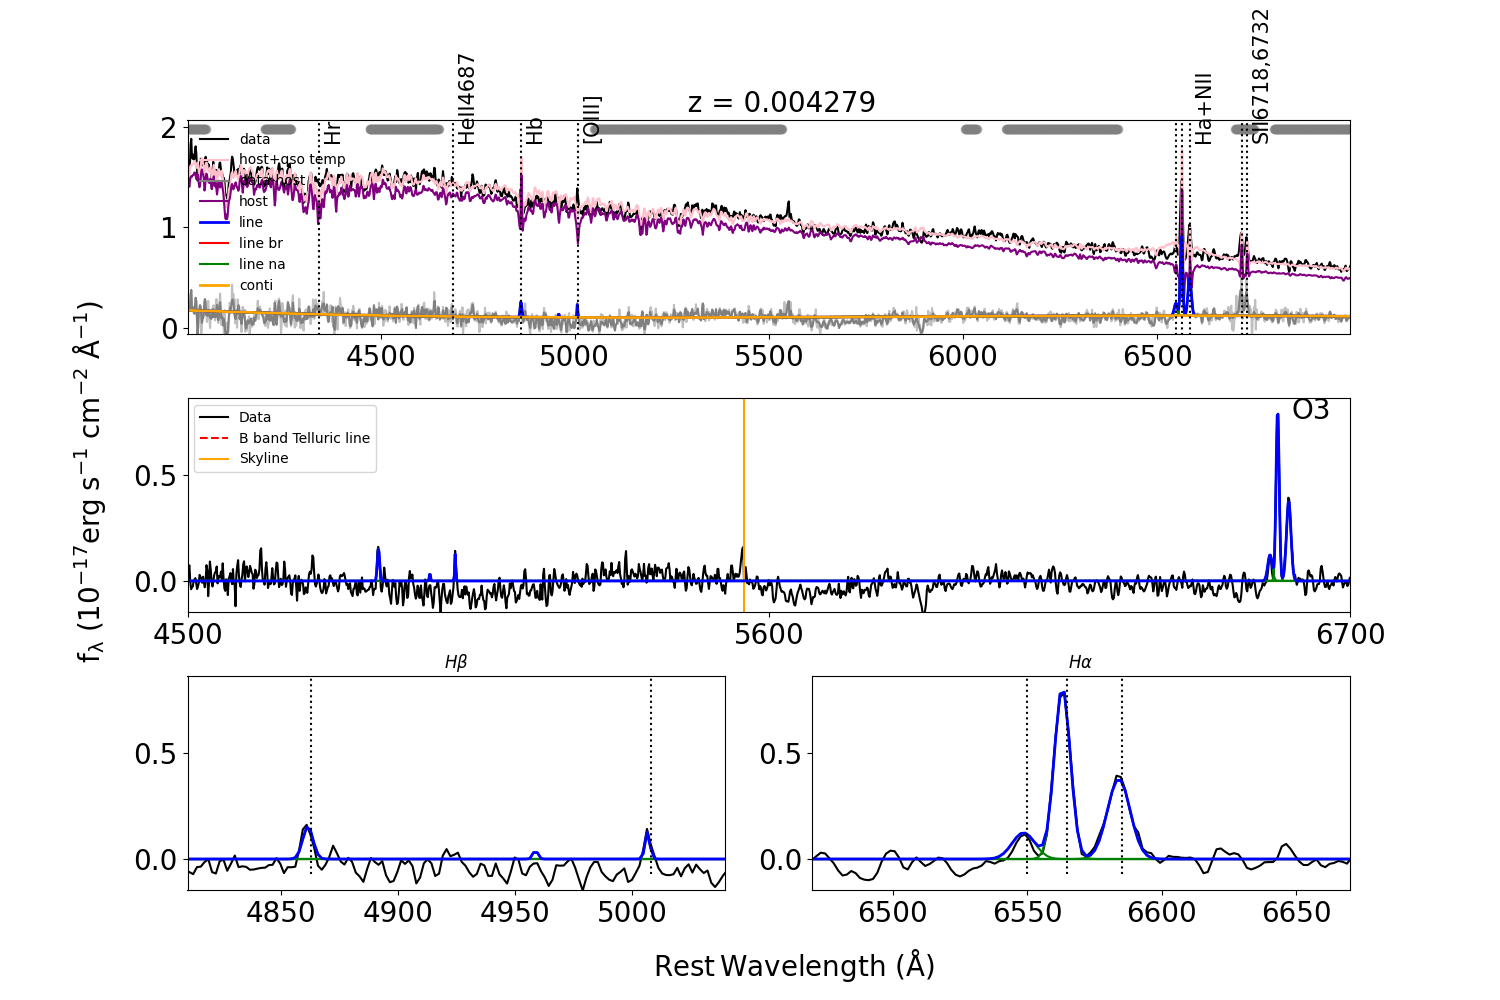 z = 0.004279
Hr
HeII4687
Hb
[OIII]
Ha+NII
SII6718,6732
2
1
0
data
host+qso temp
data-host
host
line
line br
line na
conti
4500 5000 5500 6000 6500
f_λ (10⁻¹⁷erg s⁻¹ cm⁻² Å⁻¹)
0.5
0.0
Data
B band Telluric line
Skyline
O3
4500 5600 6700
Hβ
0.5
0.0
4850 4900 4950 5000
Hα
0.5
0.0
6500 6550 6600 6650
Rest Wavelength (Å)